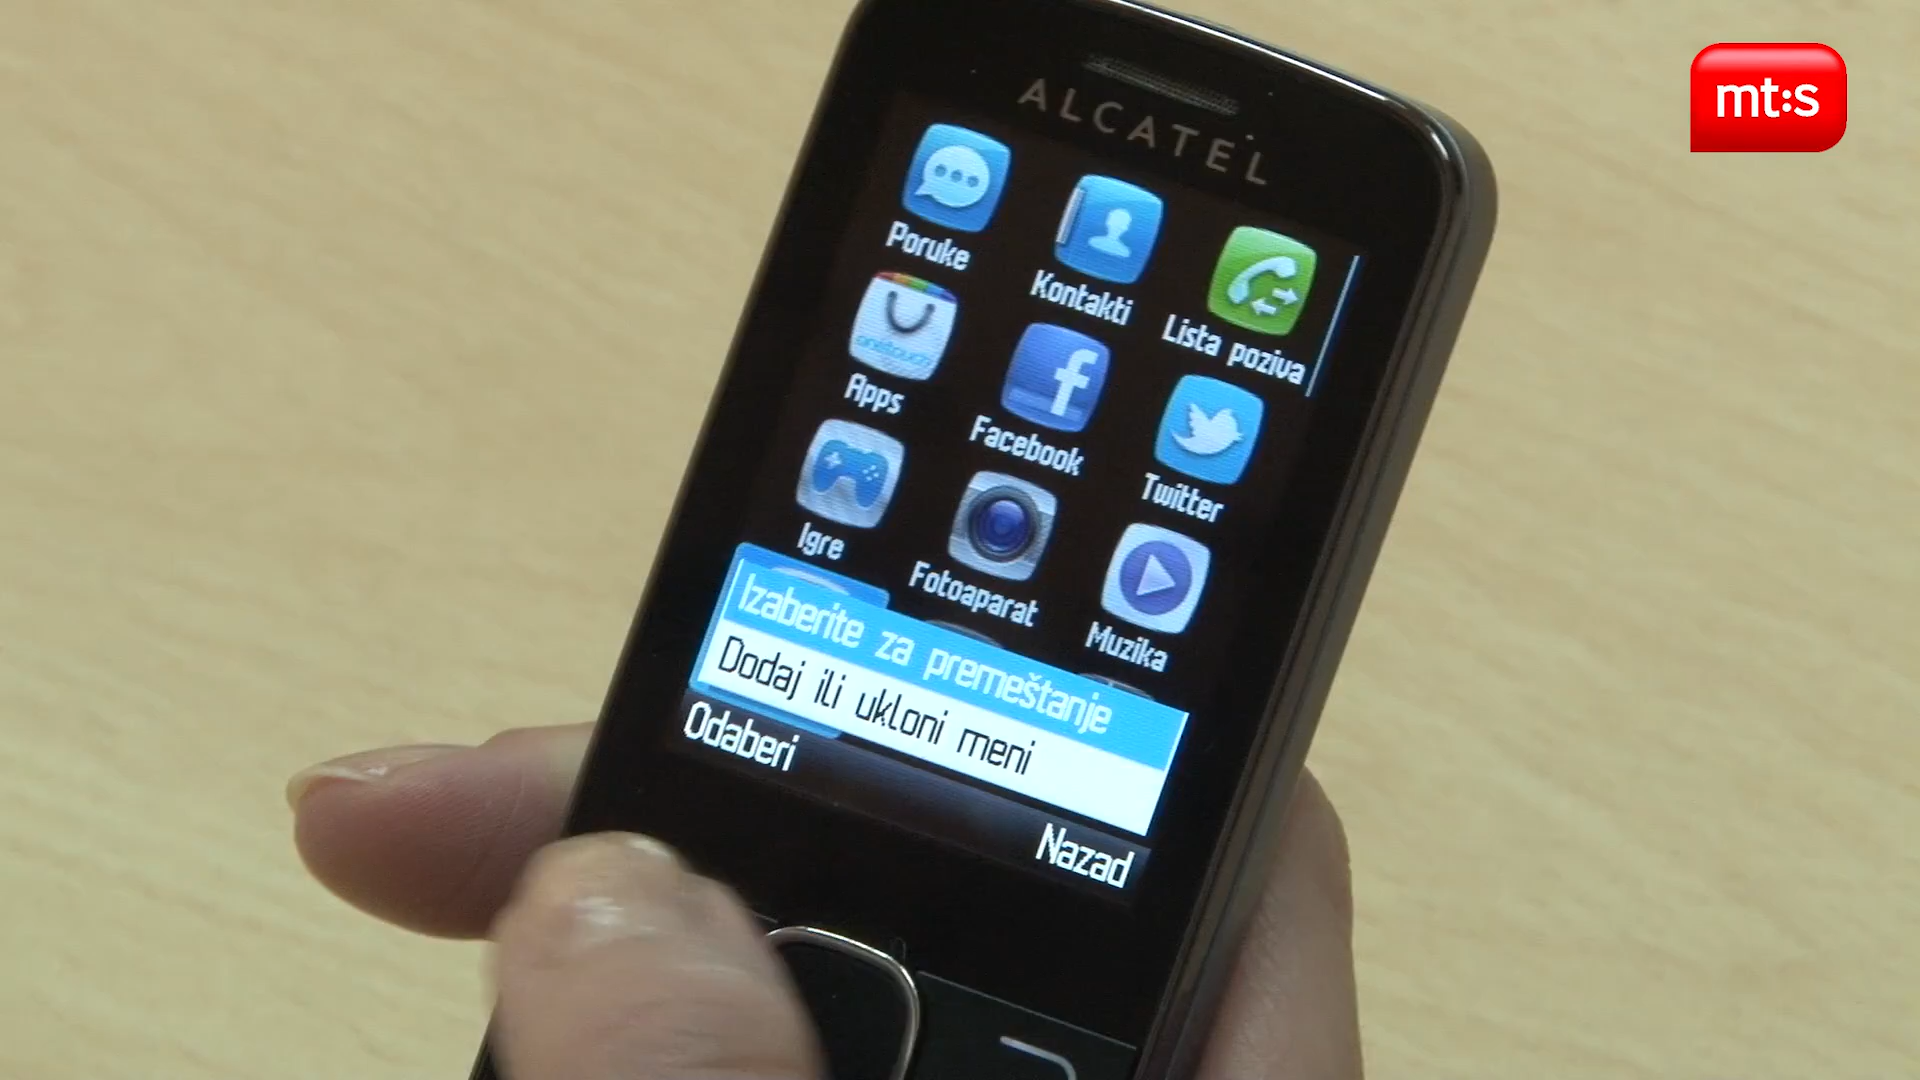 mt:s
ALCATEL
Poruke
Kontakti
Lista poziva
onetouch
Apps
Facebook
Twitter
Igre
Fotoaparat
Muzika
Izaberite za premeštanje
Dodaj ili ukloni meni
Odaberi
Nazad